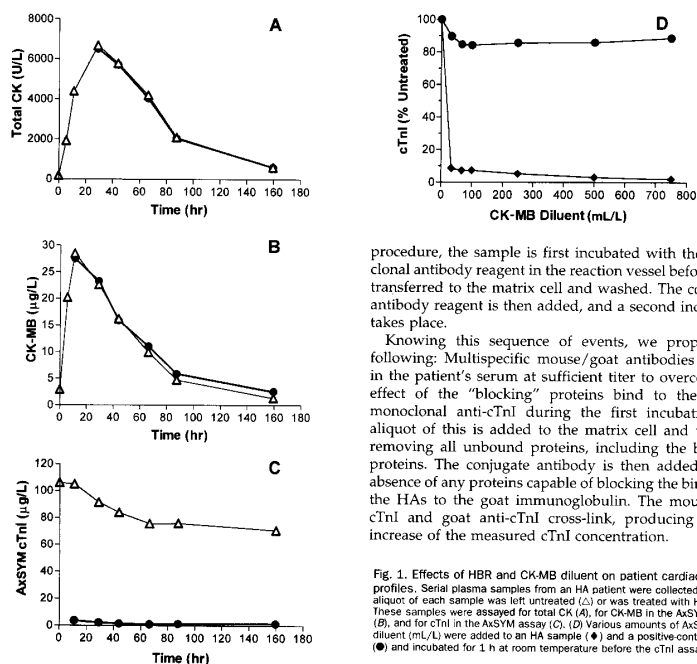 A
Total CK (U/L)
8000
6000
4000
2000
0
0 20 40 60 80 100 120 140 160 180
Time (hr)
B
CK-MB (µg/L)
30
25
20
15
10
5
0
0 20 40 60 80 100 120 140 160 180
Time (hr)
C
AxSYM cTnI (µg/L)
120
100
80
60
40
20
0
0 20 40 60 80 100 120 140 160 180
Time (hr)
D
cTnI (% Untreated)
100
80
60
40
20
0
0 100 200 300 400 500 600 700 800
CK-MB Diluent (mL/L)
procedure, the sample is first incubated with the
clonal antibody reagent in the reaction vessel
transferred to the matrix cell and washed. The
antibody reagent is then added, and a second
takes place.
Knowing this sequence of events, we
following: Multispecific mouse/goat antibodies
in the patient's serum at sufficient titer to
effect of the "blocking" proteins bind to the
monoclonal anti-cTnI during the first
aliquot of this is added to the matrix cell and
removing all unbound proteins, including the
proteins. The conjugate antibody is then added
absence of any proteins capable of blocking the
the HAs to the goat immunoglobulin. The
cTnI and goat anti-cTnI cross-link, producing
increase of the measured cTnI concentration.
Fig. 1. Effects of HBR and CK-MB diluent on patient
profiles. Serial plasma samples from an HA patient were collected
aliquot of each sample was left untreated (△) or was treated with
These samples were assayed for total CK (A), for CK-MB in the
(B), and for cTnI in the AxSYM assay (C). (D) Various amounts of
diluent (mL/L) were added to an HA sample (♦) and a
(●) and incubated for 1 h at room temperature before the cTnI